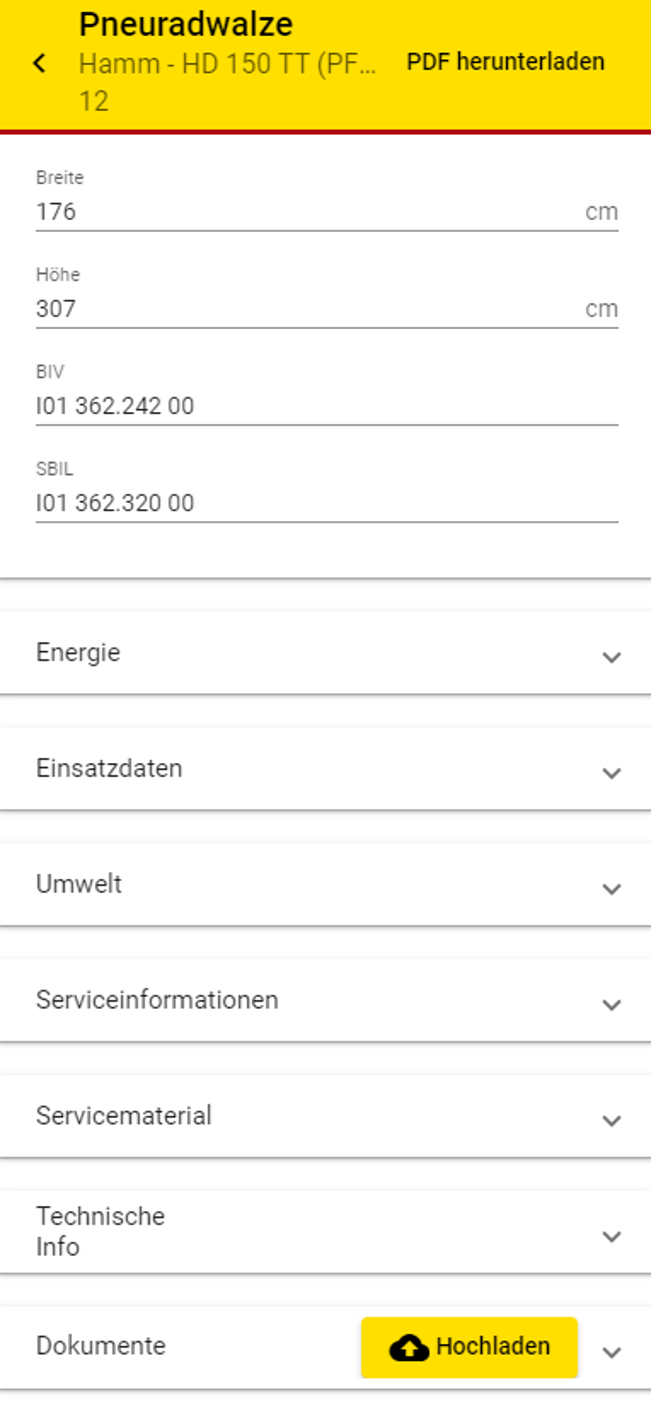 Pneuradwalze
Hamm - HD 150 TT (PF...
PDF herunterladen
12
Breite
176 cm
Höhe
307 cm
BIV
I01 362.242 00
SBIL
I01 362.320 00
Energie
Einsatzdaten
Umwelt
Serviceinformationen
Servicematerial
Technische
Info
Dokumente
Hochladen